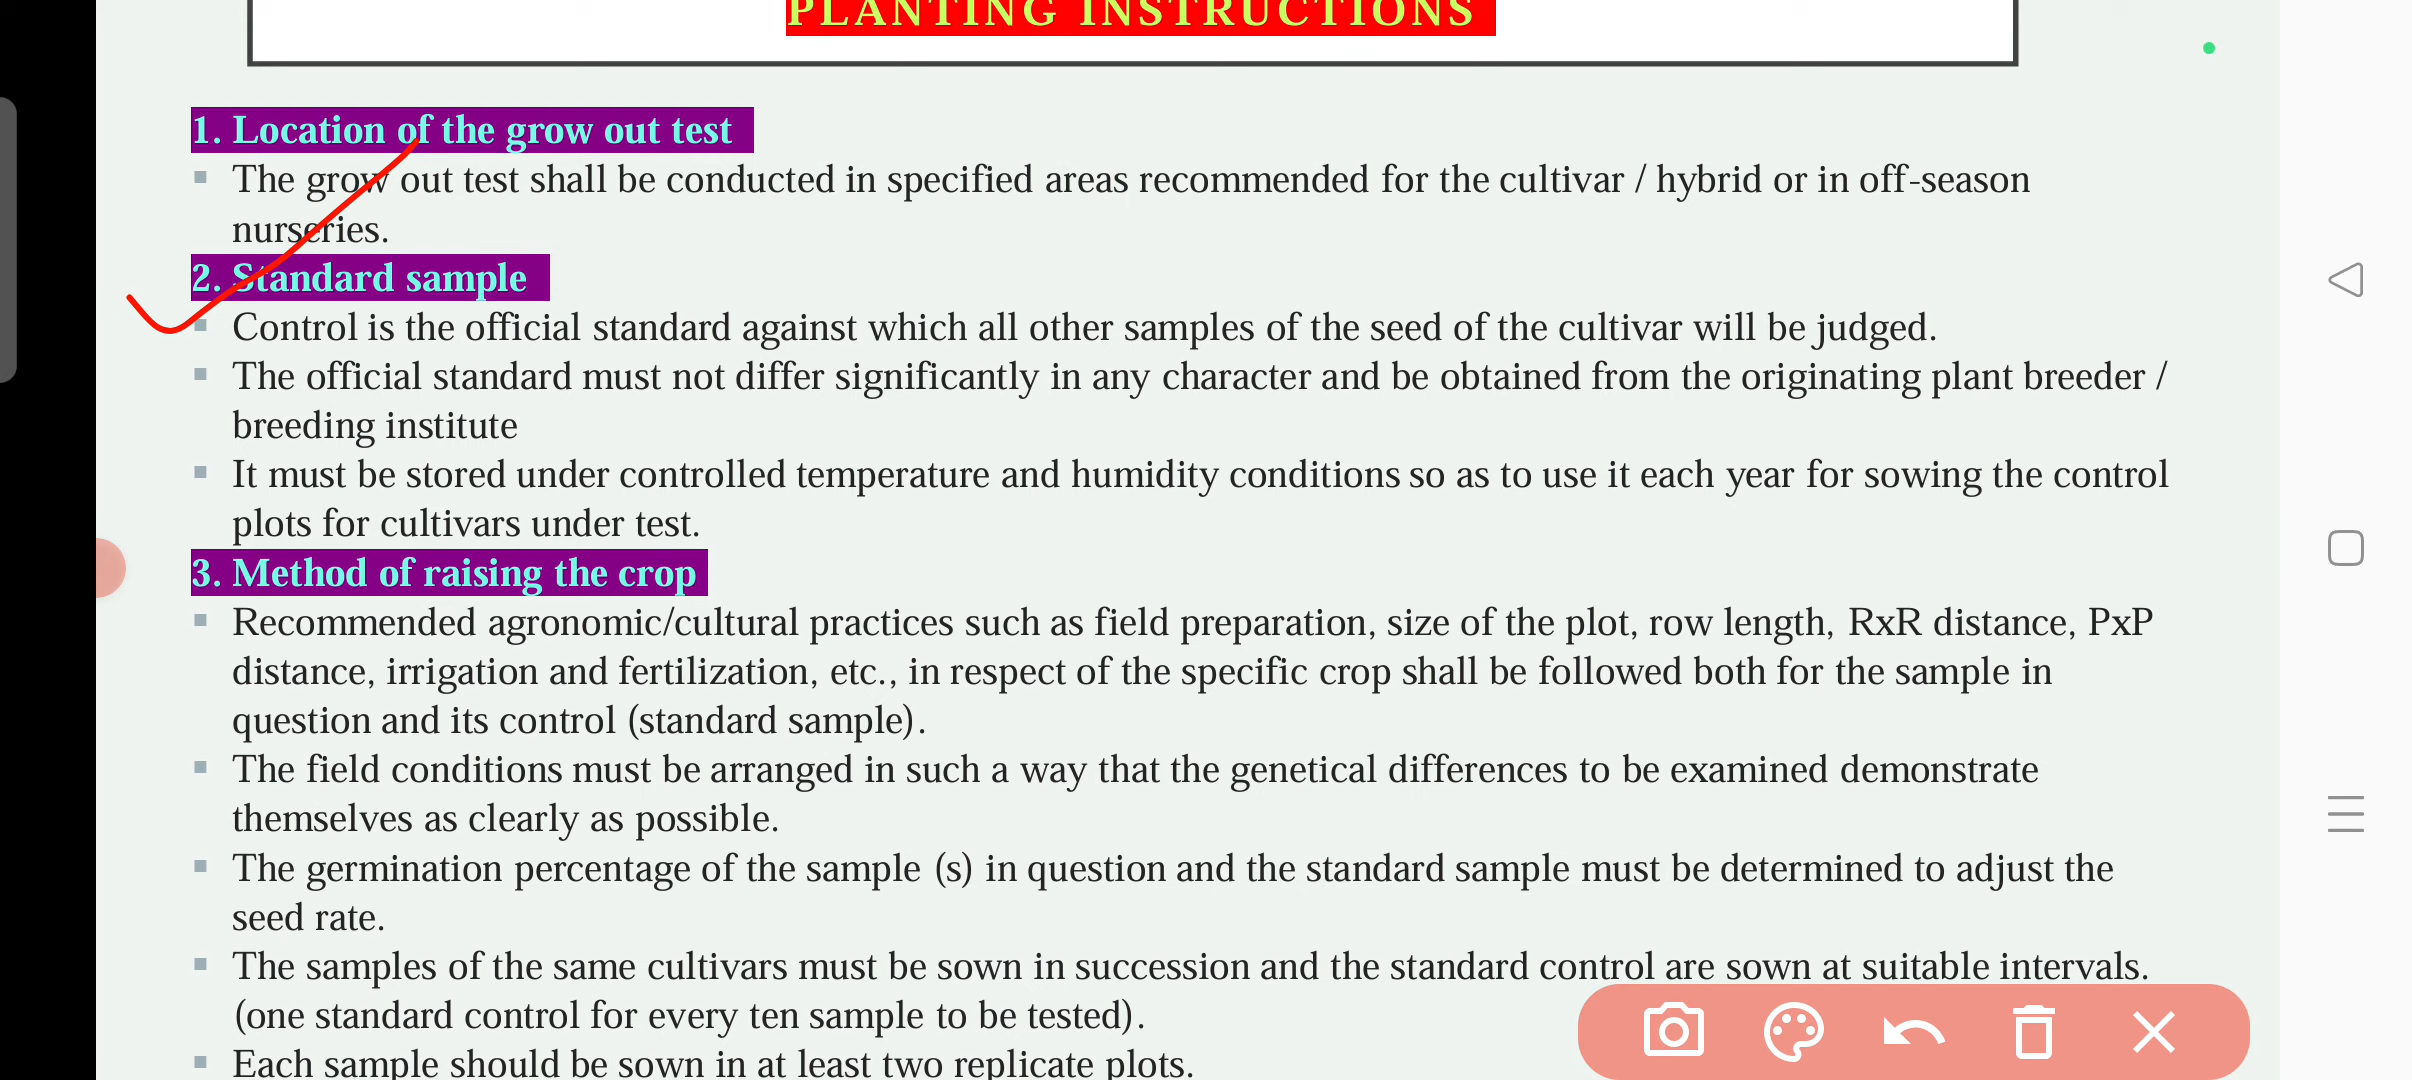 PLANTING INSTRUCTIONS
1. Location of the grow out test
The grow out test shall be conducted in specified areas recommended for the cultivar / hybrid or in off-season
nurseries.
2. Standard sample
Control is the official standard against which all other samples of the seed of the cultivar will be judged.
The official standard must not differ significantly in any character and be obtained from the originating plant breeder /
breeding institute
It must be stored under controlled temperature and humidity conditions so as to use it each year for sowing the control
plots for cultivars under test.
3. Method of raising the crop
Recommended agronomic/cultural practices such as field preparation, size of the plot, row length, RxR distance, PxP
distance, irrigation and fertilization, etc., in respect of the specific crop shall be followed both for the sample in
question and its control (standard sample).
The field conditions must be arranged in such a way that the genetical differences to be examined demonstrate
themselves as clearly as possible.
The germination percentage of the sample (s) in question and the standard sample must be determined to adjust the
seed rate.
The samples of the same cultivars must be sown in succession and the standard control are sown at suitable intervals.
(one standard control for every ten sample to be tested).
Each sample should be sown in at least two replicate plots.